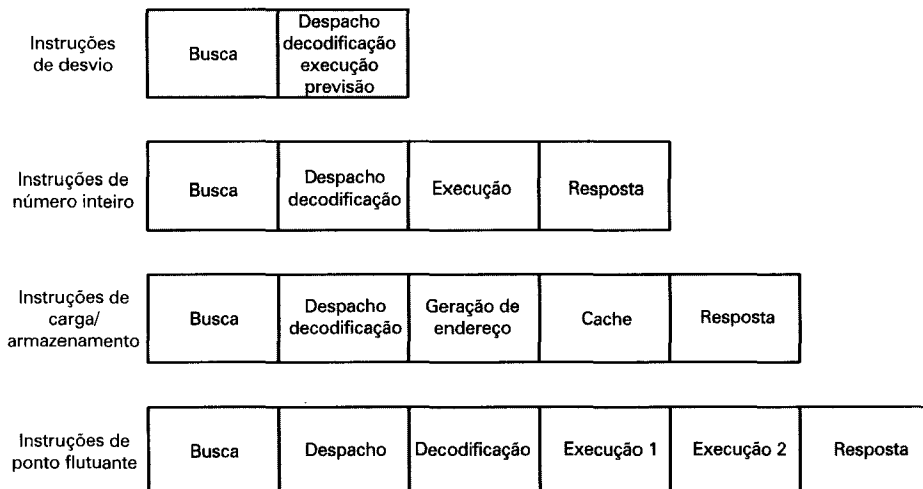 Instruções
de desvio
Busca
Despacho
decodificação
execução
previsão
Instruções de
número inteiro
Busca
Despacho
decodificação
Execução
Resposta
Instruções de
carga/
armazenamento
Busca
Despacho
decodificação
Geração de
endereço
Cache
Resposta
Instruções de
ponto flutuante
Busca
Despacho
Decodificação
Execução 1
Execução 2
Resposta